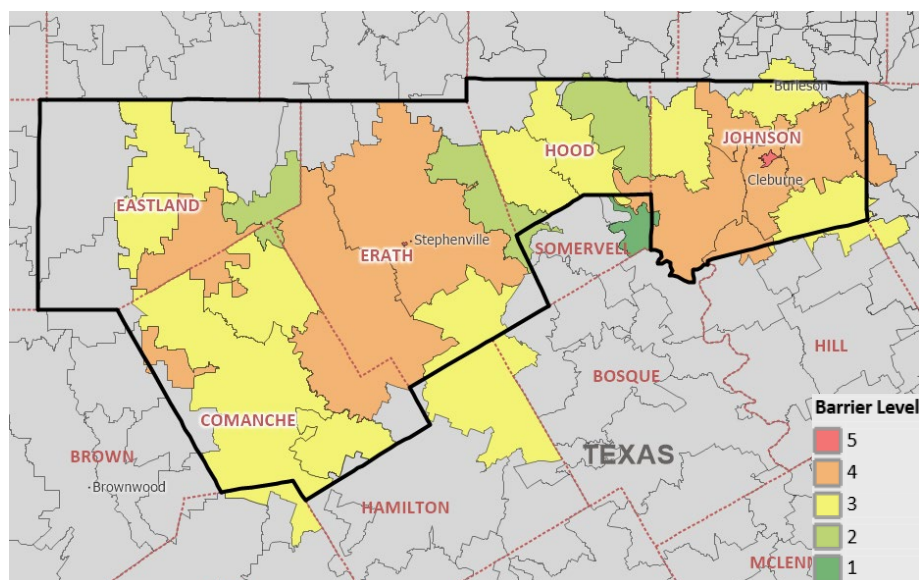 Burleson
JOHNSON
HOOD
Cleburne
EASTLAND
Stephenville
ERATH
SOMERVELL
HILL
BOSQUE
Barrier Level
5
COMANCHE
4
TEXAS
BROWN
3
Brownwood
HAMILTON
2
MCLENN
1